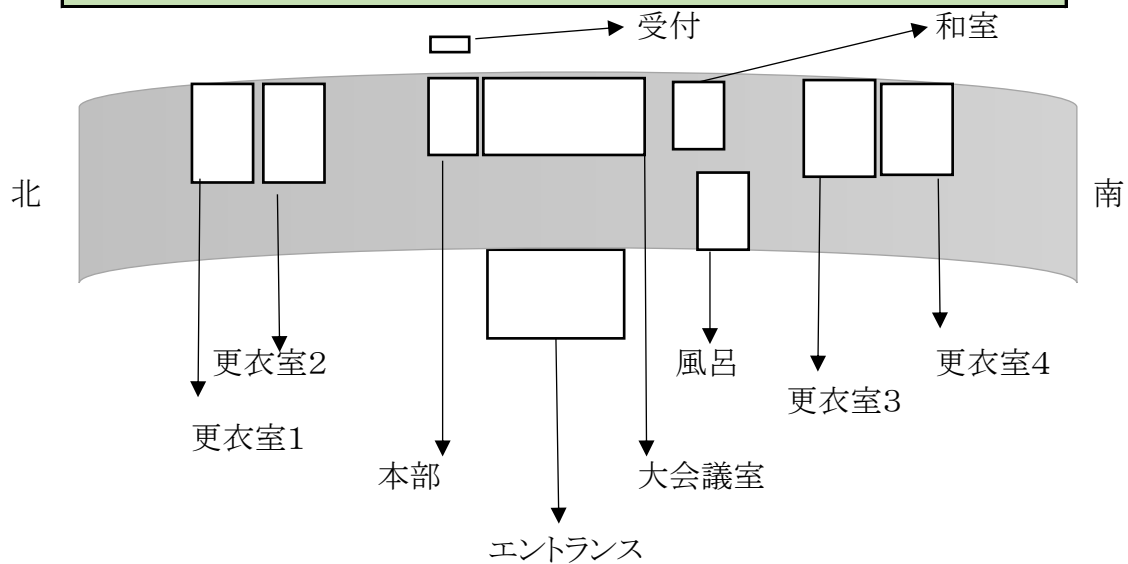 受付
和室
北
南
更衣室2
風呂
更衣室4
更衣室3
更衣室1
本部
大会議室
エントランス